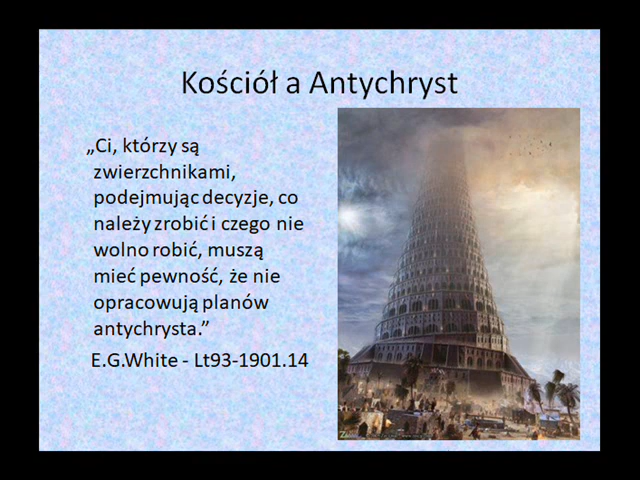 Kościół a Antychryst
„Ci, którzy są
zwierzchnikami,
podejmując decyzje, co
należy zrobić i czego nie
wolno robić, muszą
mieć pewność, że nie
opracowują planów
antychrysta.”
E.G.White - Lt93-1901.14